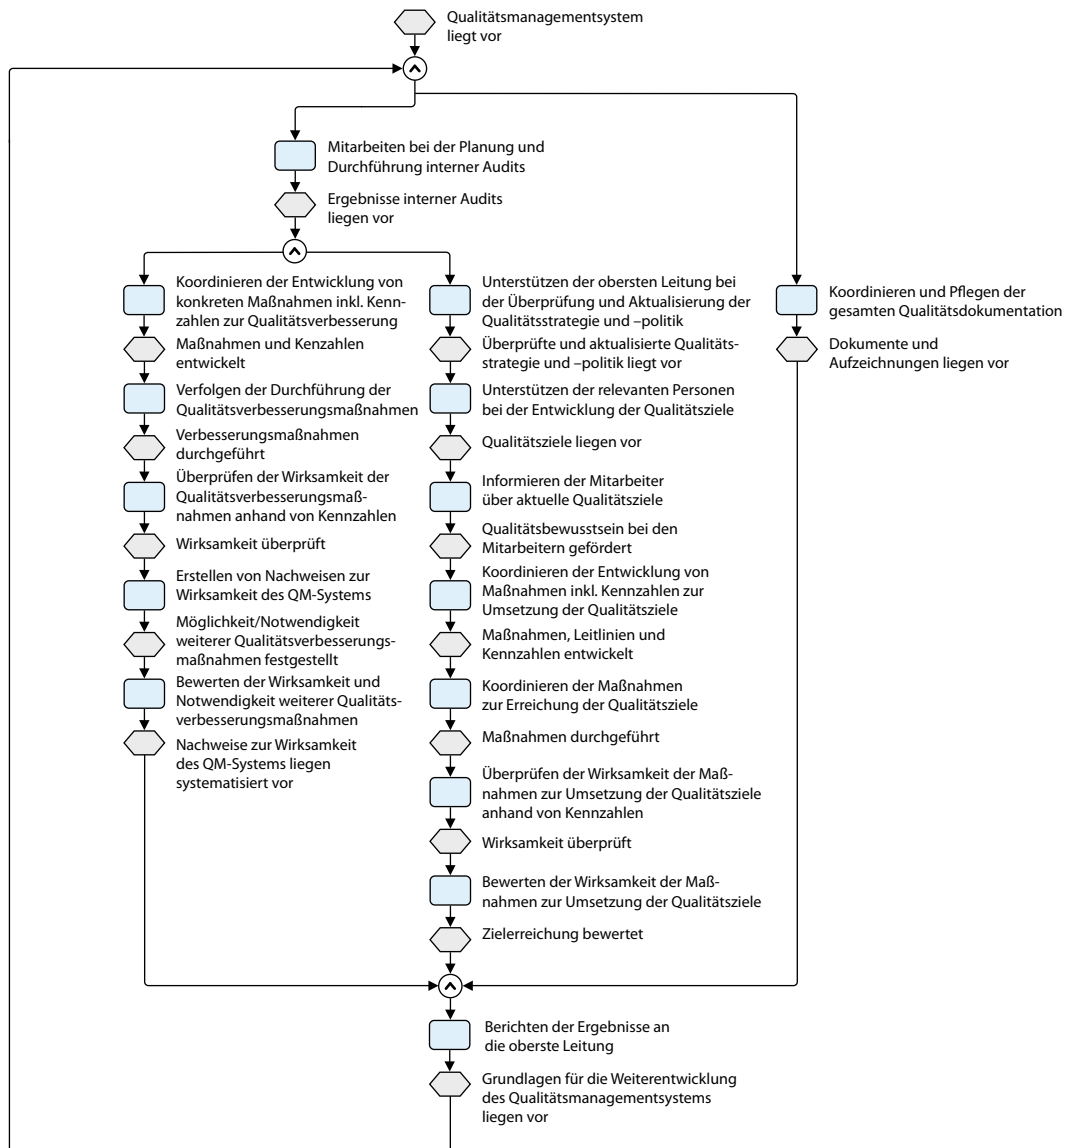 Qualitätsmanagementsystem
liegt vor
Mitarbeiten bei der Planung und
Durchführung interner Audits
Ergebnisse interner Audits
liegen vor
Koordinieren der Entwicklung von
konkreten Maßnahmen inkl. Kenn-
zahlen zur Qualitätsverbesserung
Maßnahmen und Kenzahlen
entwickelt
Verfolgen der Durchführung der
Qualitätsverbesserungsmaßnahmen
Verbesserungsmaßnahmen
durchgeführt
Überprüfen der Wirksamkeit der
Qualitätsverbesserungsmaß-
nahmen anhand von Kennzahlen
Wirksamkeit überprüft
Erstellen von Nachweisen zur
Wirksamkeit des QM-Systems
Möglichkeit/Notwendigkeit
weiterer Qualitätsverbesserungs-
maßnahmen festgestellt
Bewerten der Wirksamkeit und
Notwendigkeit weiterer Qualitäts-
verbesserungsmaßnahmen
Nachweise zur Wirksamkeit
des QM-Systems liegen
systematisiert vor
Unterstützen der obersten Leitung bei
der Überprüfung und Aktualisierung der
Qualitätsstrategie und –politik
Überprüfte und aktualisierte Qualitäts-
strategie und –politik liegt vor
Unterstützen der relevanten Personen
bei der Entwicklung der Qualitätsziele
Qualitätsziele liegen vor
Informieren der Mitarbeiter
über aktuelle Qualitätsziele
Qualitätsbewusstsein bei den
Mitarbeitern gefördert
Koordinieren der Entwicklung von
Maßnahmen inkl. Kennzahlen zur
Umsetzung der Qualitätsziele
Maßnahmen, Leitlinien und
Kennzahlen entwickelt
Koordinieren der Maßnahmen
zur Erreichung der Qualitätsziele
Maßnahmen durchgeführt
Überprüfen der Wirksamkeit der Maß-
nahmen zur Umsetzung der Qualitätsziele
anhand von Kennzahlen
Wirksamkeit überprüft
Bewerten der Wirksamkeit der Maß-
nahmen zur Umsetzung der Qualitätsziele
Zielerreichung bewertet
Koordinieren und Pflegen der
gesamten Qualitätsdokumentation
Dokumente und
Aufzeichnungen liegen vor
Berichten der Ergebnisse an
die oberste Leitung
Grundlagen für die Weiterentwicklung
des Qualitätsmanagementsystems
liegen vor